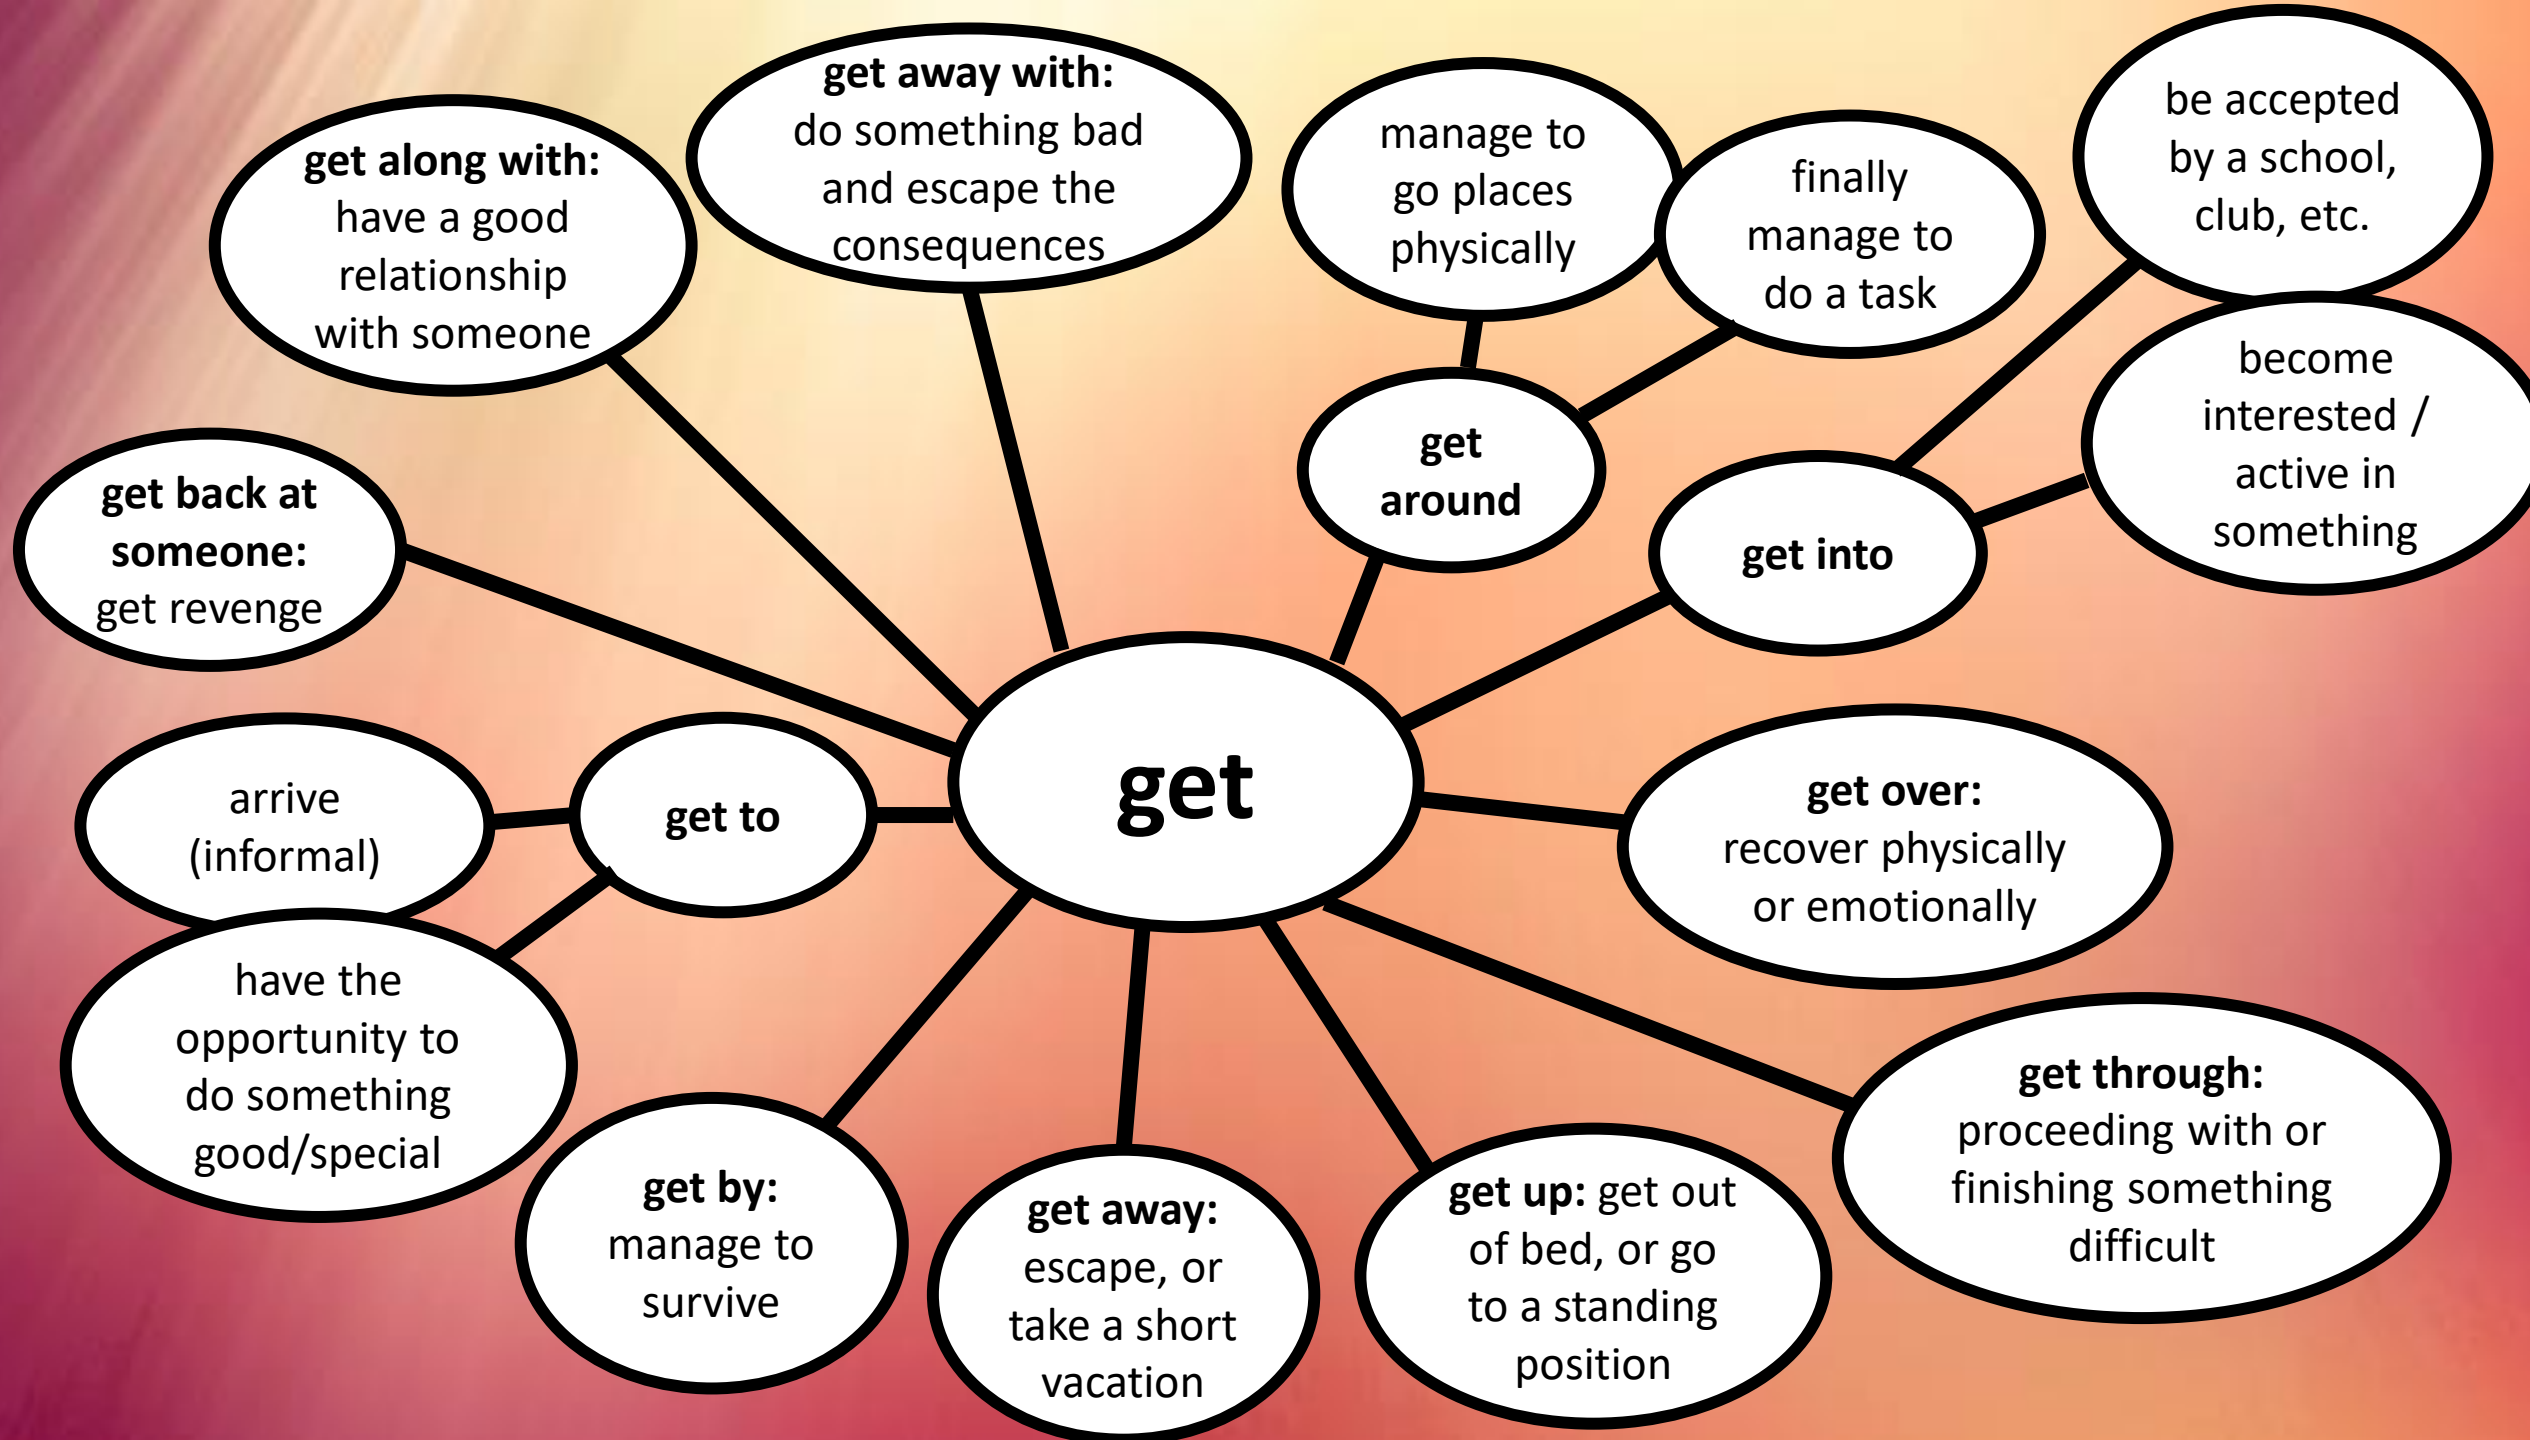 get away with:
do something bad
and escape the
consequences
get along with:
have a good
relationship
with someone
manage to
go places
physically
finally
manage to
do a task
be accepted
by a school,
club, etc.
become
interested /
active in
something
get
around
get into
get back at
someone:
get revenge
arrive
(informal)
get to
get
get over:
recover physically
or emotionally
have the
opportunity to
do something
good/special
get by:
manage to
survive
get away:
escape, or
take a short
vacation
get up: get out
of bed, or go
to a standing
position
get through:
proceeding with or
finishing something
difficult